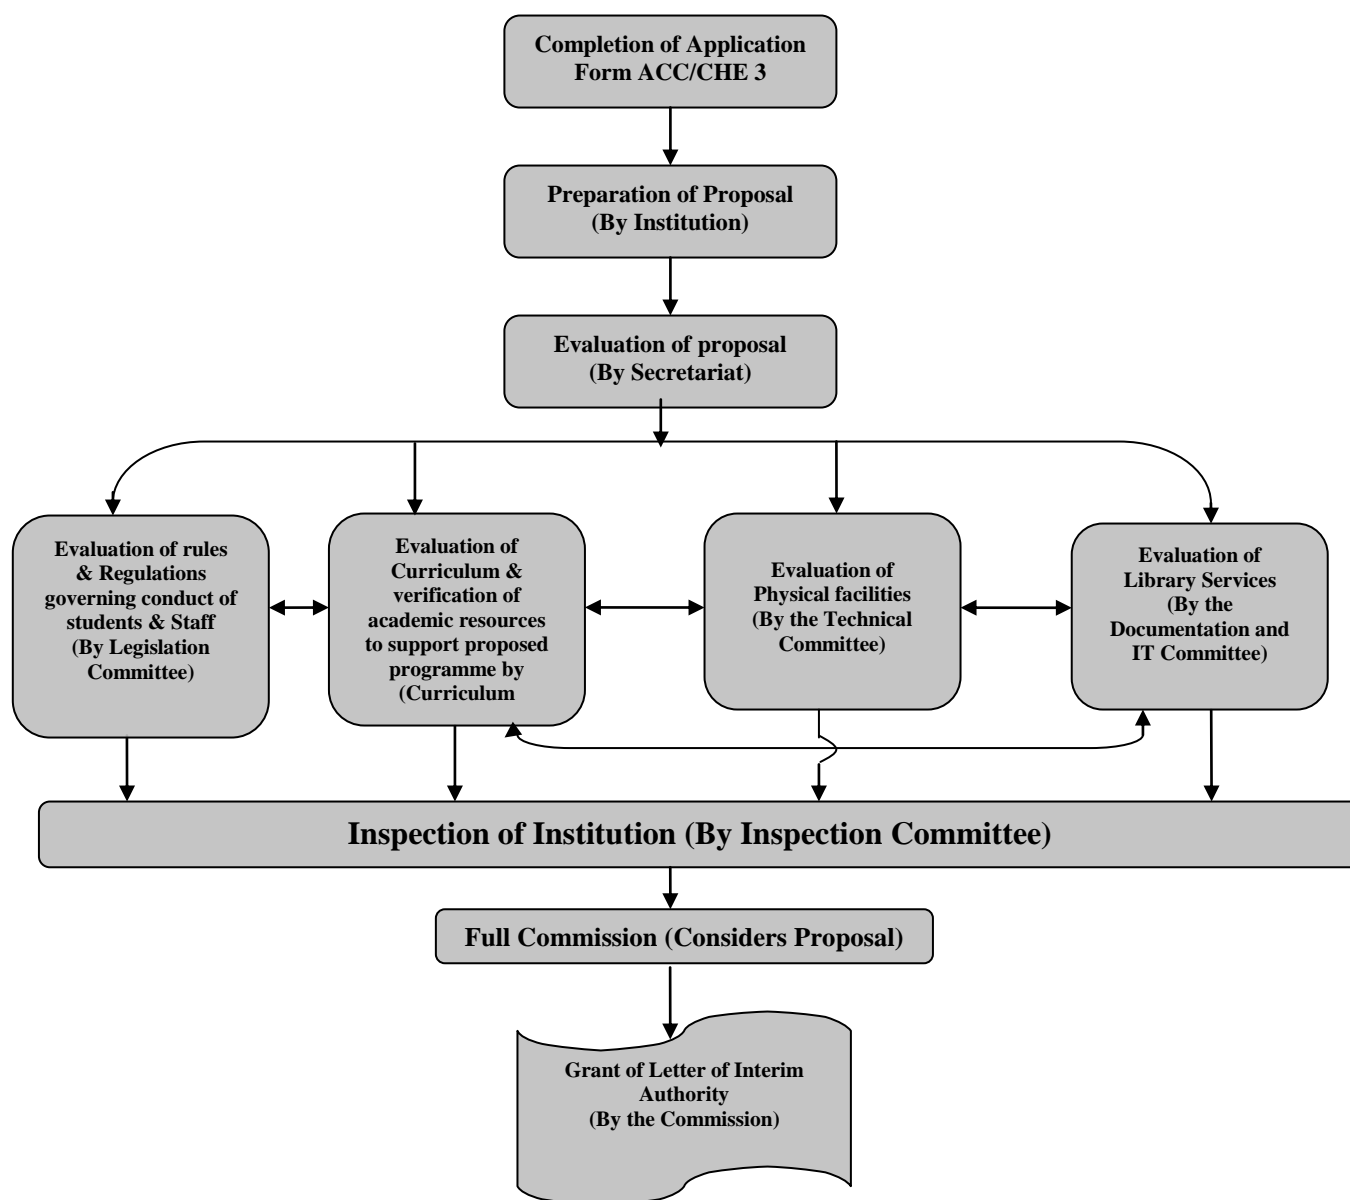 Completion of Application
Form ACC/CHE 3
Preparation of Proposal
(By Institution)
Evaluation of proposal
(By Secretariat)
Evaluation of rules
& Regulations
governing conduct of
students & Staff
(By Legislation
Committee)
Evaluation of
Curriculum &
verification of
academic resources
to support proposed
programme by
(Curriculum
Evaluation of
Physical facilities
(By the Technical
Committee)
Evaluation of
Library Services
(By the
Documentation and
IT Committee)
Inspection of Institution (By Inspection Committee)
Full Commission (Considers Proposal)
Grant of Letter of Interim
Authority
(By the Commission)